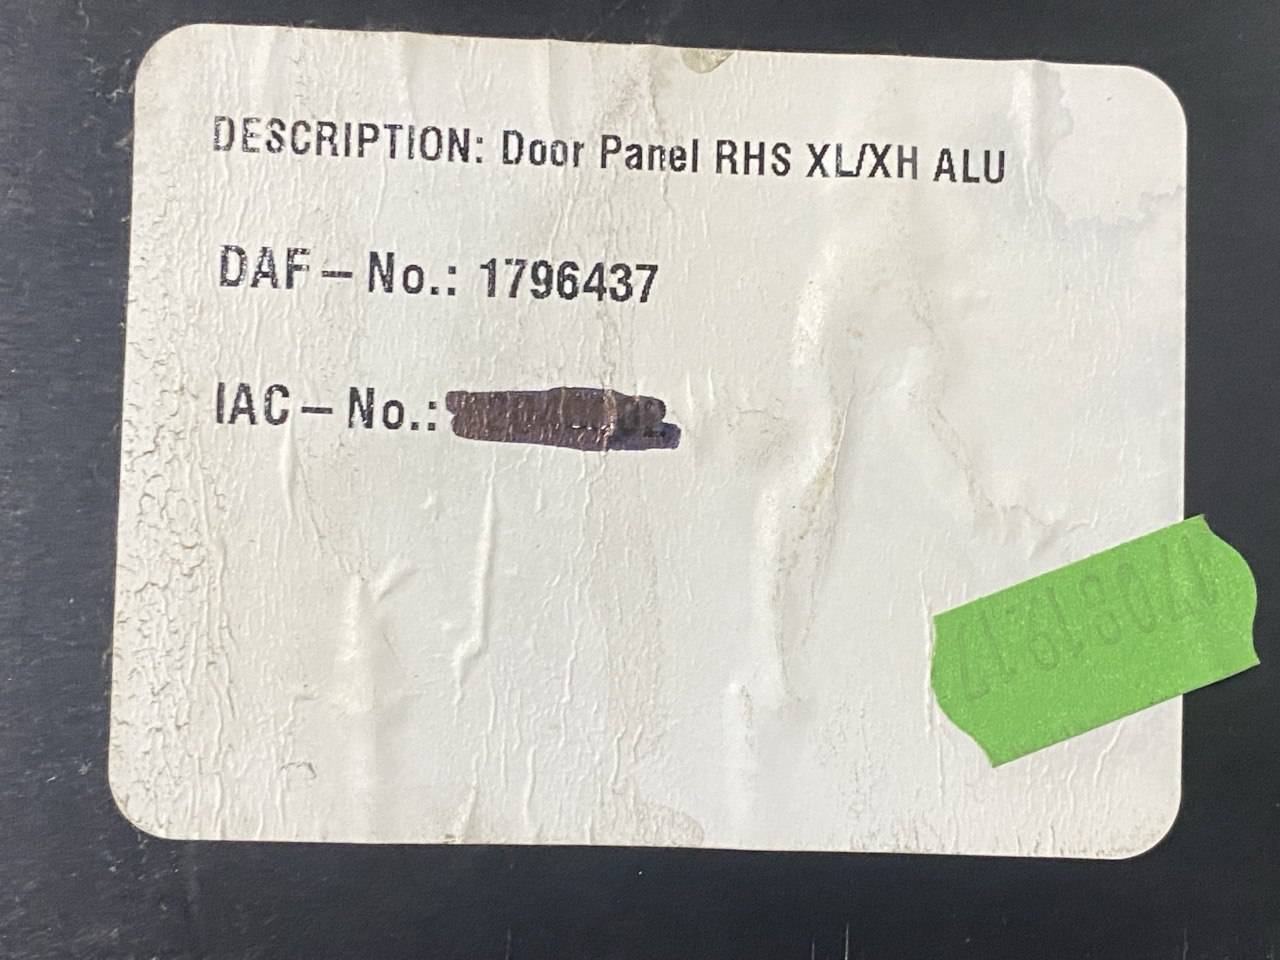 DESCRIPTION: Door Panel RHS XL/XH ALU
DAF – No.: 1796437
IAC – No.: